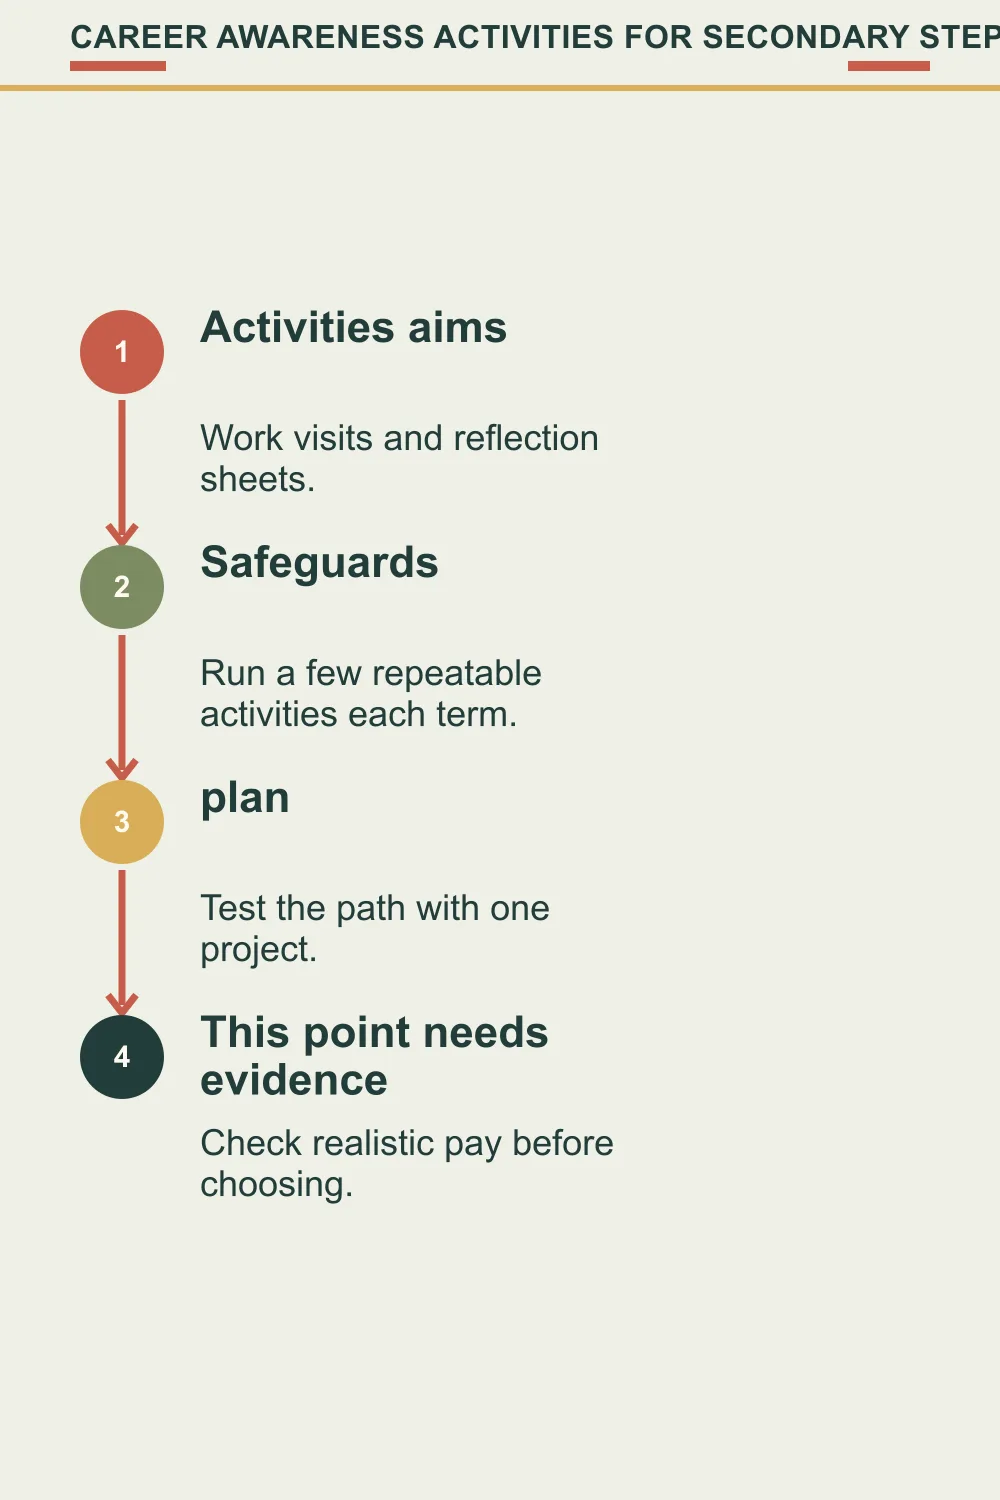 CAREER AWARENESS ACTIVITIES FOR SECONDARY STEP
1
Activities aims
Work visits and reflection
sheets.
2
Safeguards
Run a few repeatable
activities each term.
3
plan
Test the path with one
project.
4
This point needs
evidence
Check realistic pay before
choosing.